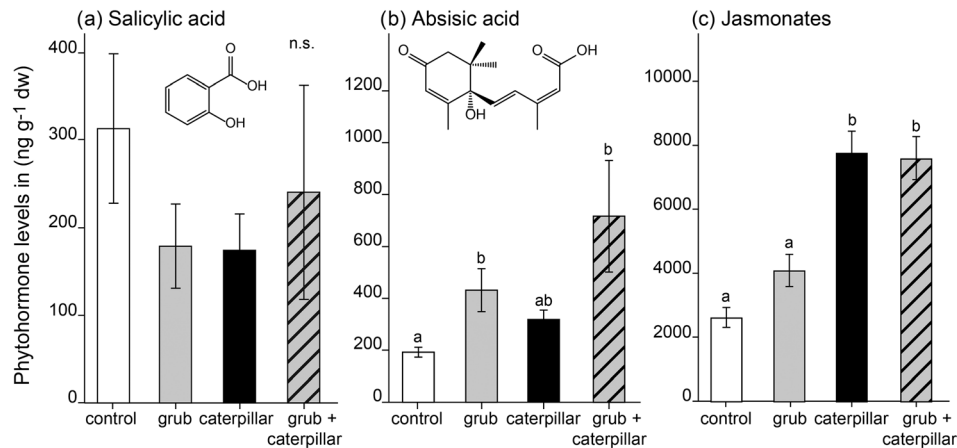 (a) Salicylic acid
(b) Absisic acid
(c) Jasmonates
Phytohormone levels in (ng g-1 dw)
400
300
200
100
0
n.s.
O
OH
OH
control
grub
caterpillar
grub +
caterpillar
1200
1000
800
600
400
200
0
O
O
OH
OH
a
b
ab
b
control
grub
caterpillar
grub +
caterpillar
10000
8000
6000
4000
2000
0
a
a
b
b
control
grub
caterpillar
grub +
caterpillar